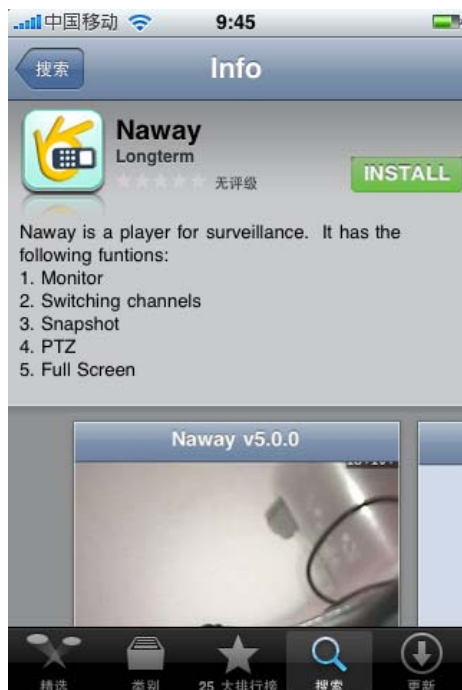 中国移动
9:45
搜索
Info
Naway
Longterm
无评级
INSTALL
Naway is a player for surveillance. It has the
following funtions:
1. Monitor
2. Switching channels
3. Snapshot
4. PTZ
5. Full Screen
Naway v5.0.0
精选
类别
25 大排行榜
搜索
更新